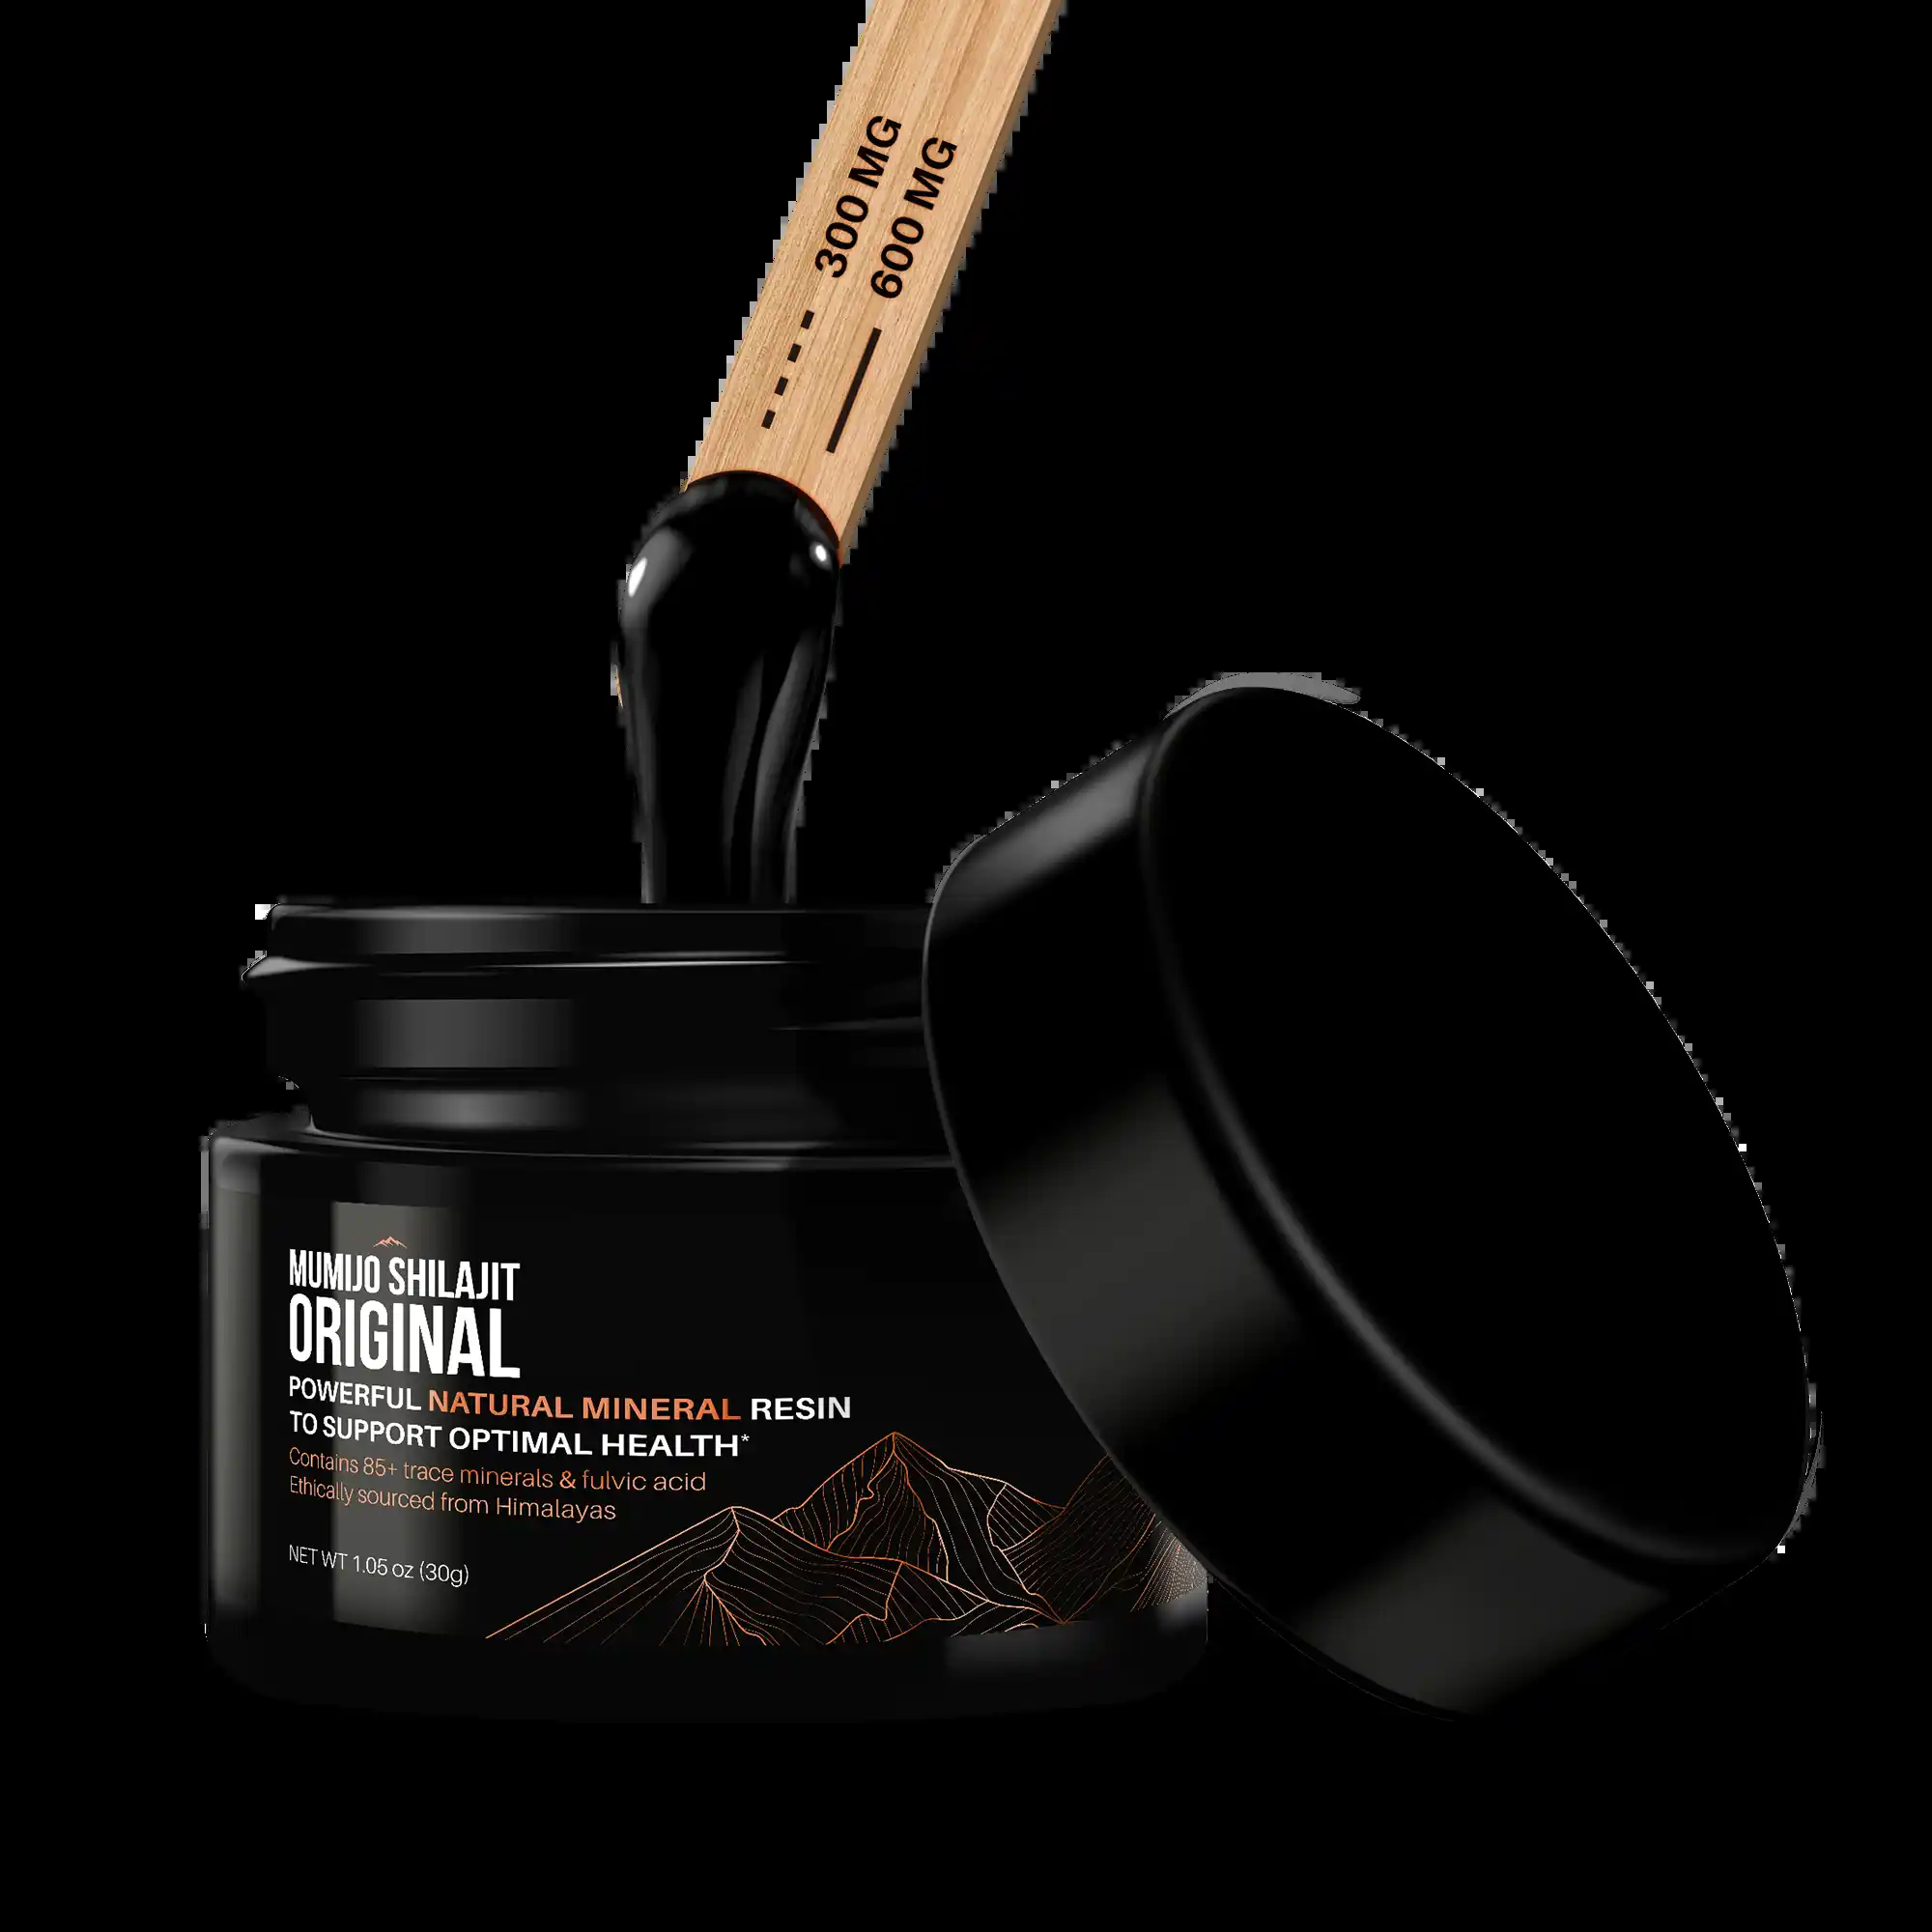 300 MG
600 MG
MUMIJO SHILAJIT
ORIGINAL
POWERFUL NATURAL MINERAL RESIN
TO SUPPORT OPTIMAL HEALTH*
Contains 85+ trace minerals & fulvic acid
Ethically sourced from Himalayas
NET WT 1.05 oz (30g)